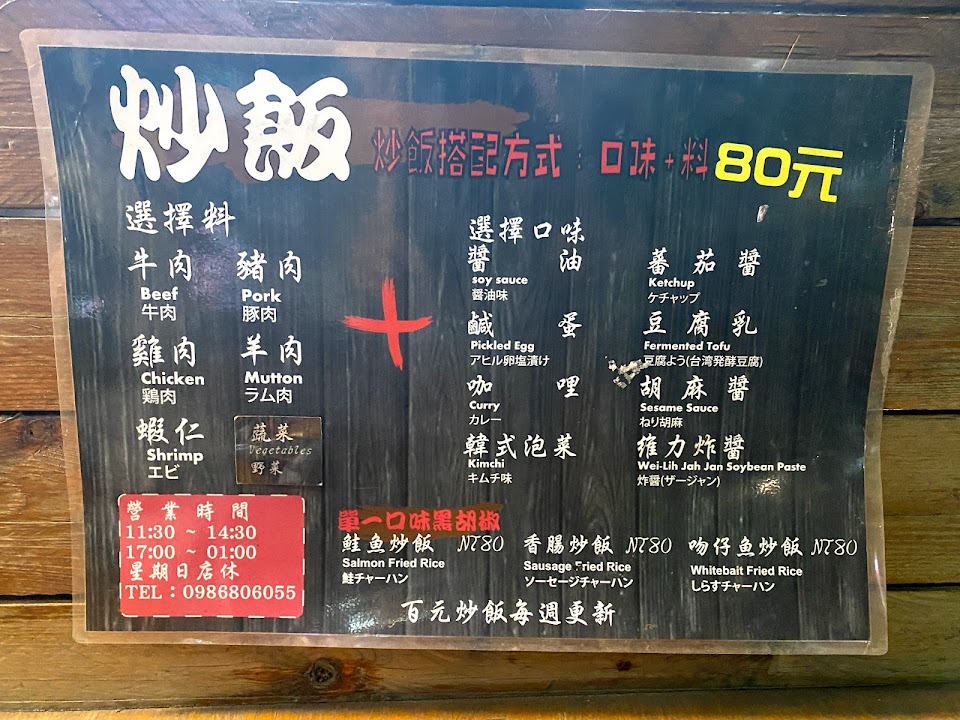 炒飯
炒飯搭配方式：口味+料 80元
選擇料
牛肉 豬肉
Beef Pork
牛肉 豚肉
雞肉 羊肉
Chicken Mutton
鶏肉 ラム肉
蝦仁 蔬菜
Shrimp Vegetables
エビ 野菜
選擇口味
醬油 蕃茄醬
soy sauce Ketchup
醤油味 ケチャップ
鹹蛋 豆腐乳
Pickled Egg Fermented Tofu
アヒル卵塩漬け 豆腐よう(台湾発酵豆腐)
咖哩 胡麻醬
Curry Sesame Sauce
カレー ねり胡麻
韓式泡菜 維力炸醬
Kimchi Wei-Lih Jah Jan Soybean Paste
キムチ味 炸醤(ザージャン)
營業時間
11:30 ~ 14:30
17:00 ~ 01:00
星期日店休
TEL：0986806055
單一口味黑胡椒
鮭魚炒飯 NT80 香腸炒飯 NT80 吻仔魚炒飯 NT80
Salmon Fried Rice Sausage Fried Rice Whitebait Fried Rice
鮭チャーハン ソーセージチャーハン しらすチャーハン
百元炒飯每週更新